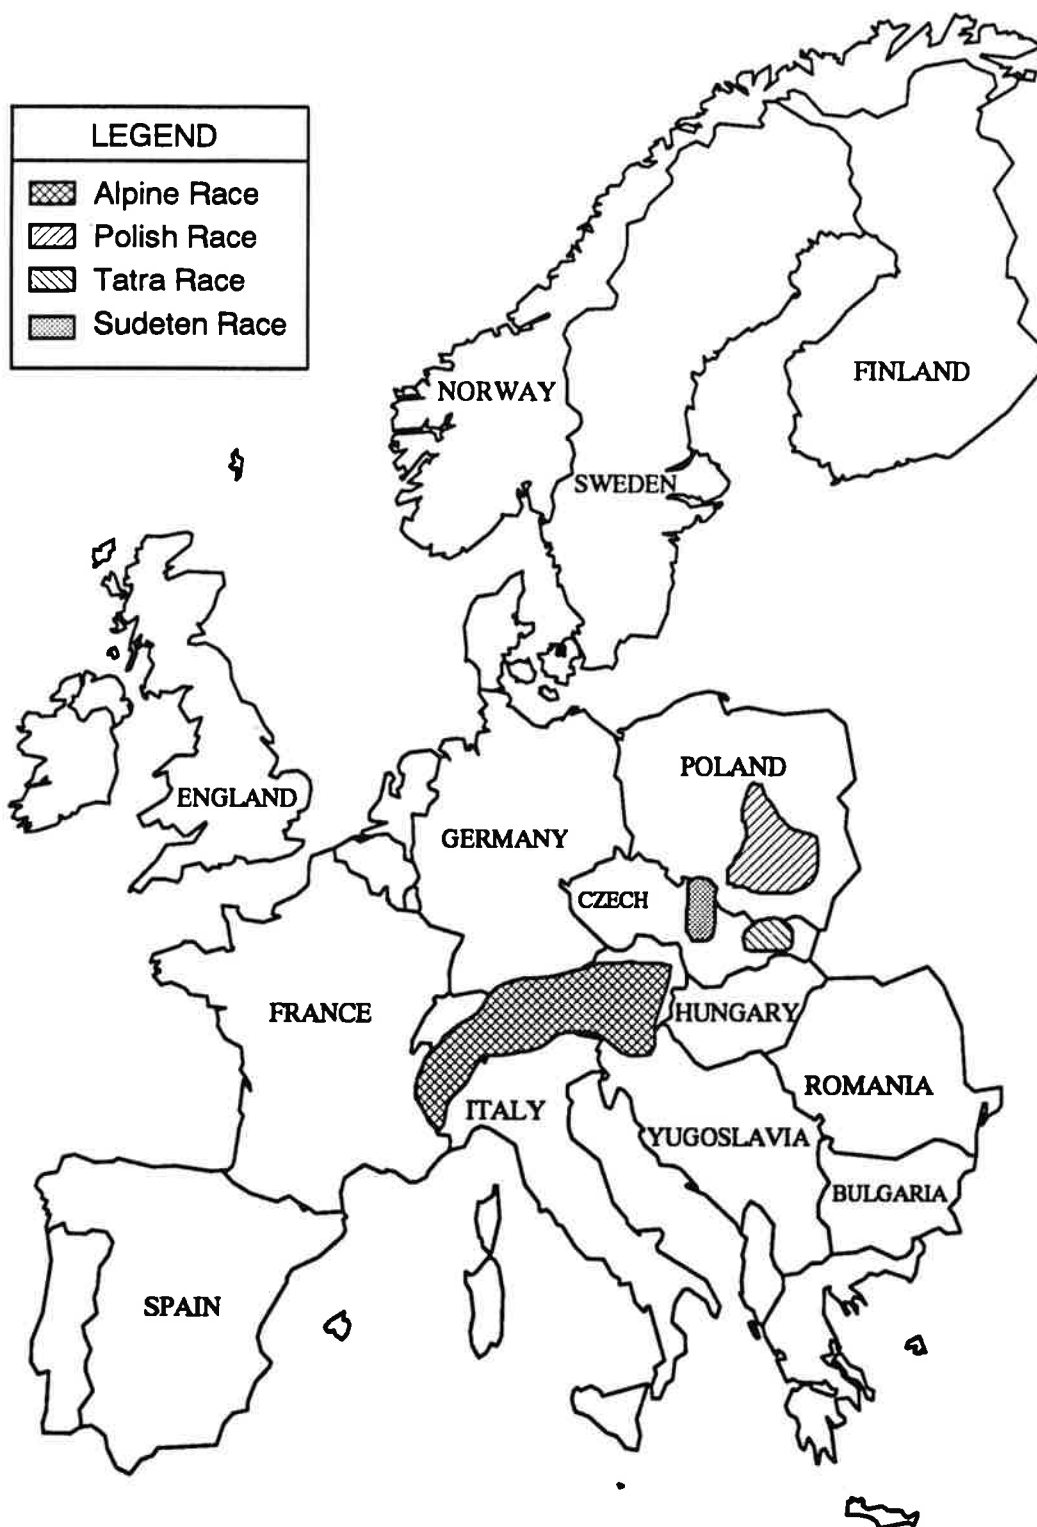 LEGEND
Alpine Race
Polish Race
Tatra Race
Sudeten Race
NORWAY
FINLAND
SWEDEN
POLAND
ENGLAND
GERMANY
CZECH
FRANCE
HUNGARY
ROMANIA
ITALY
YUGOSLAVIA
BULGARIA
SPAIN